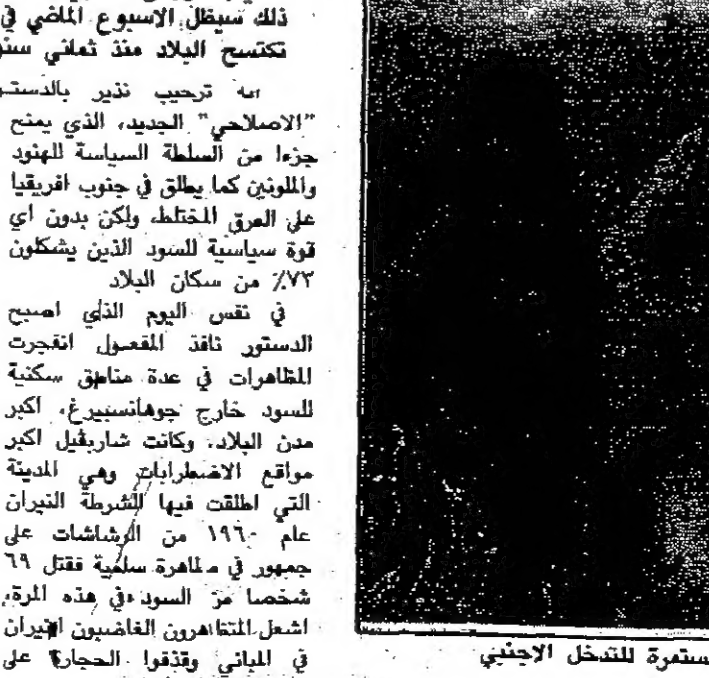 ذلك سيظل الاسبوع الماضي في
تكتسح البلاد منذ ثماني
انه ترحيب نذير بالدستو
"الاصلاحي" الجديد، الذي يمنح
جزءا من السلطة السياسة للهنود
والملونين كما يطلق في جنوب افريقيا
على العرق المختلط، ولكن بدون اي
قوة سياسية للسود الذين يشكلون
٧٣٪ من سكان البلاد
في نفس اليوم الذي اصبح
الدستور نافذ المفعول انفجرت
المظاهرات في عدة مناطق سكنية
للسود خارج جوهانسبيرغ، اكبر
مدن البلاد، وكانت شاربفيل اكبر
مواقع الاضطرابات وهي المدينة
التي اطلقت فيها الشرطة النيران
عام ١٩٦٠ من الرشاشات على
جمهور في مظاهرة سلمية فقتل ٦٩
شخصا من السود، في هذه المرة،
اشعل المتظاهرون الغاضبون النيران
في المباني وقذفوا الحجارة على
ستمرة للتدخل الاجنبي